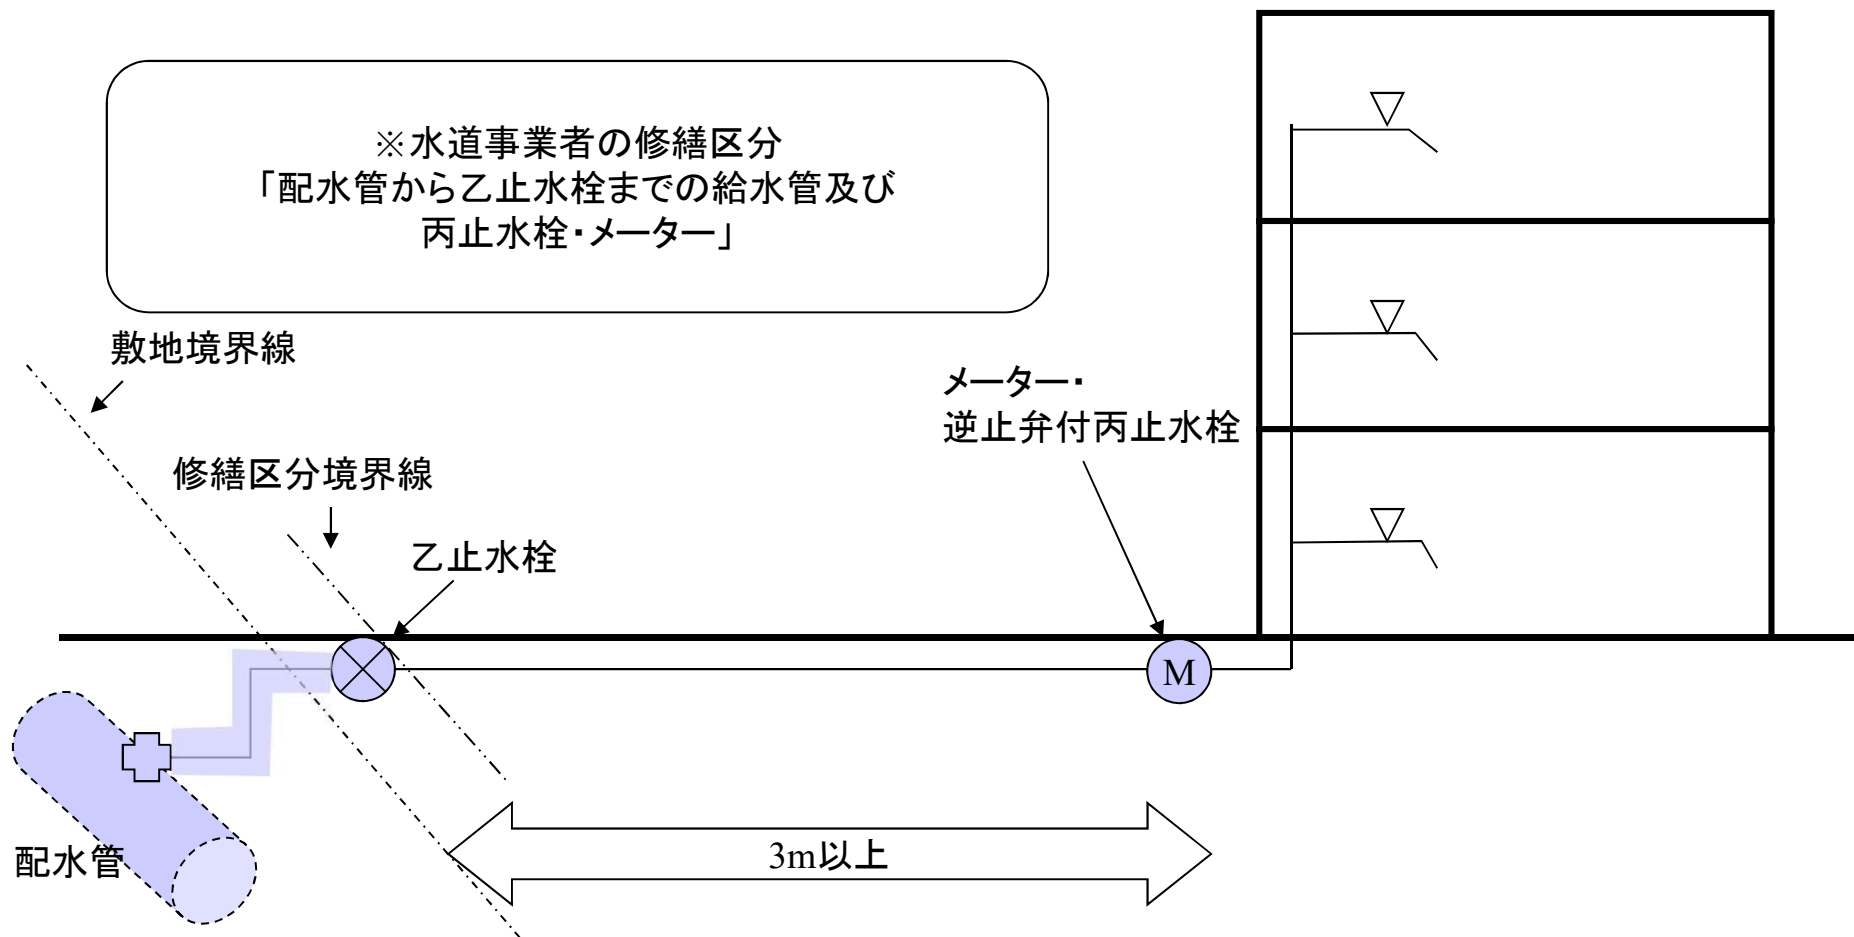 ※水道事業者の修繕区分
「配水管から乙止水栓までの給水管及び
丙止水栓・メーター」
敷地境界線
メーター・
逆止弁付丙止水栓
修繕区分境界線
乙止水栓
M
3m以上
配水管